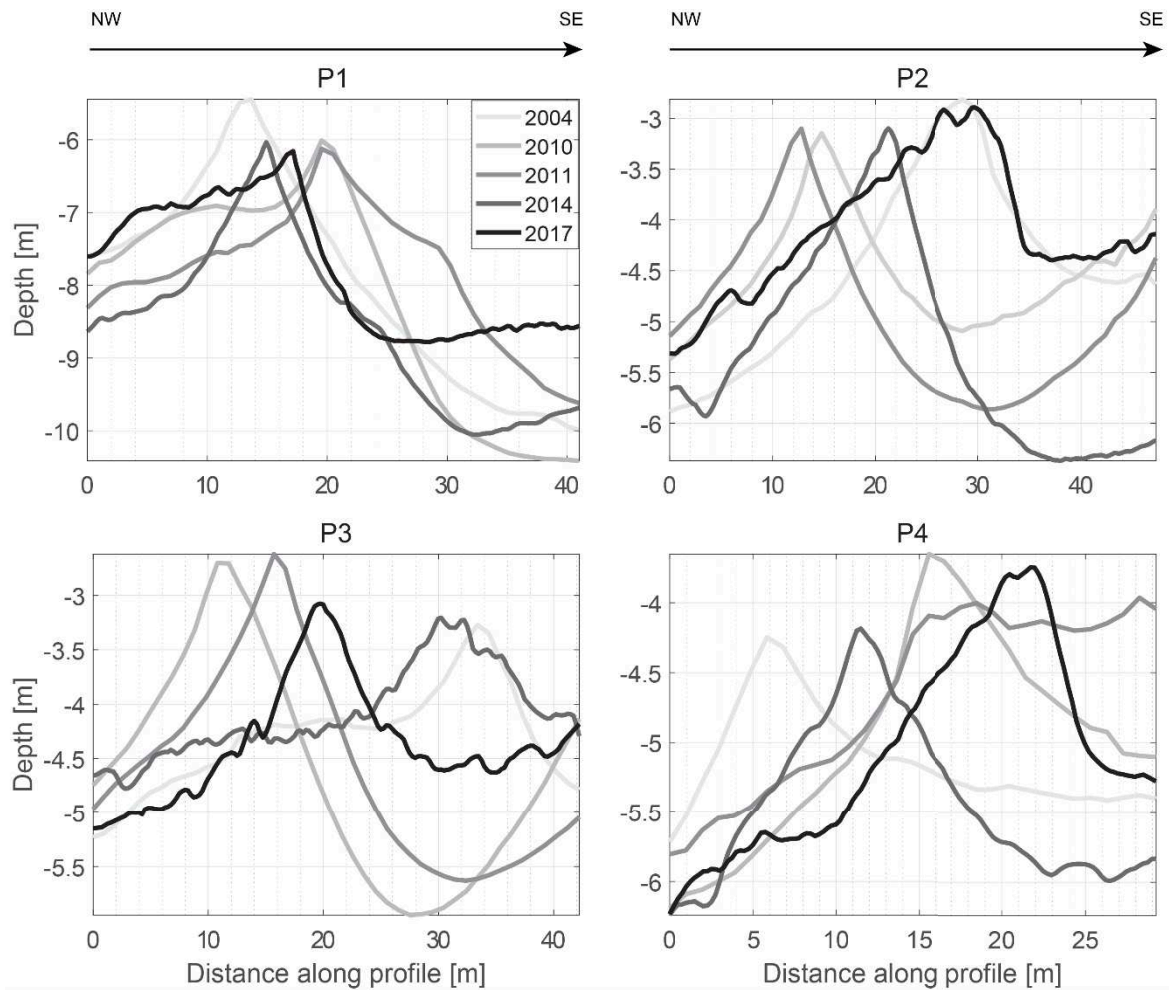 NW SE NW SE
P1 P2
Depth [m]
-6
-7
-8
-9
-10
0 10 20 30 40
2004
2010
2011
2014
2017
-3
-3.5
-4
-4.5
-5
-5.5
-6
0 10 20 30 40
P3 P4
Depth [m]
-3
-3.5
-4
-4.5
-5
-5.5
0 10 20 30 40
Distance along profile [m]
-4
-4.5
-5
-5.5
-6
0 5 10 15 20 25
Distance along profile [m]